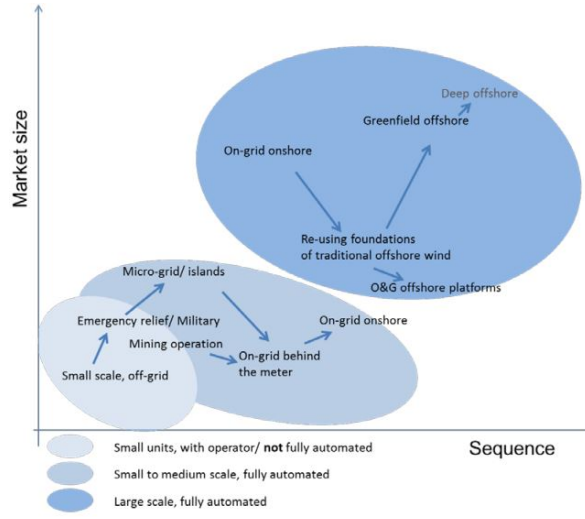 Market size
Deep offshore
Greenfield offshore
On-grid onshore
Re-using foundations
of traditional offshore wind
O&G offshore platforms
Micro-grid/ islands
On-grid onshore
Emergency relief/ Military
Mining operation
On-grid behind
the meter
Small scale, off-grid
Sequence
Small units, with operator/ not fully automated
Small to medium scale, fully automated
Large scale, fully automated